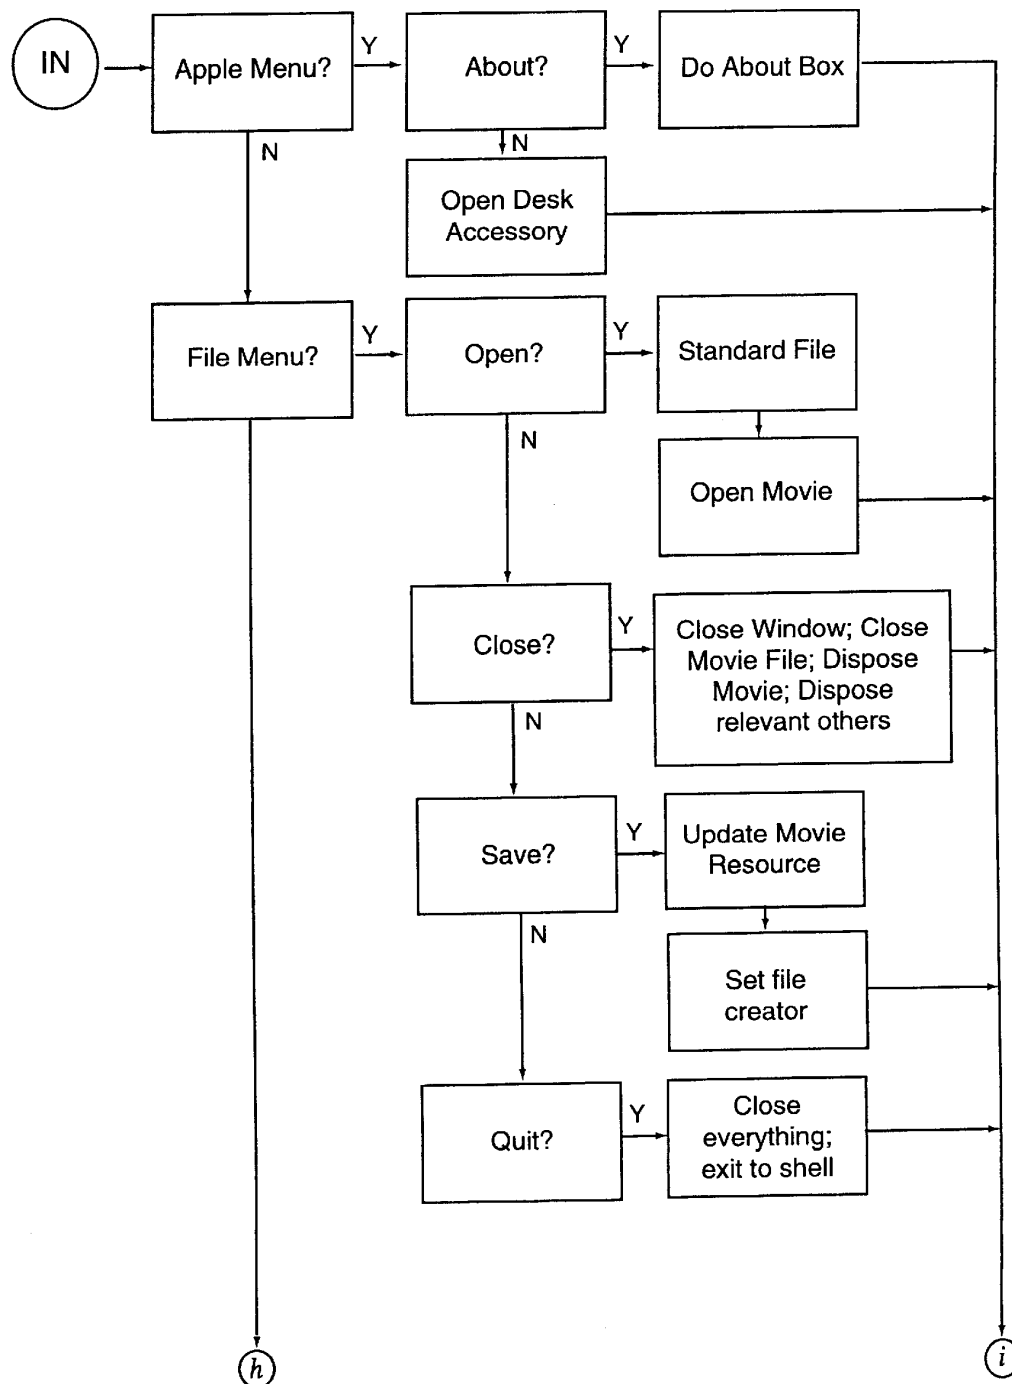 IN
Apple Menu?
Y
About?
Y
Do About Box
N
N
Open Desk
Accessory
File Menu?
Y
Open?
Y
Standard File
N
Open Movie
Close?
Y
Close Window; Close
Movie File; Dispose
Movie; Dispose
relevant others
N
Save?
Y
Update Movie
Resource
N
Set file
creator
Quit?
Y
Close
everything;
exit to shell
h
i